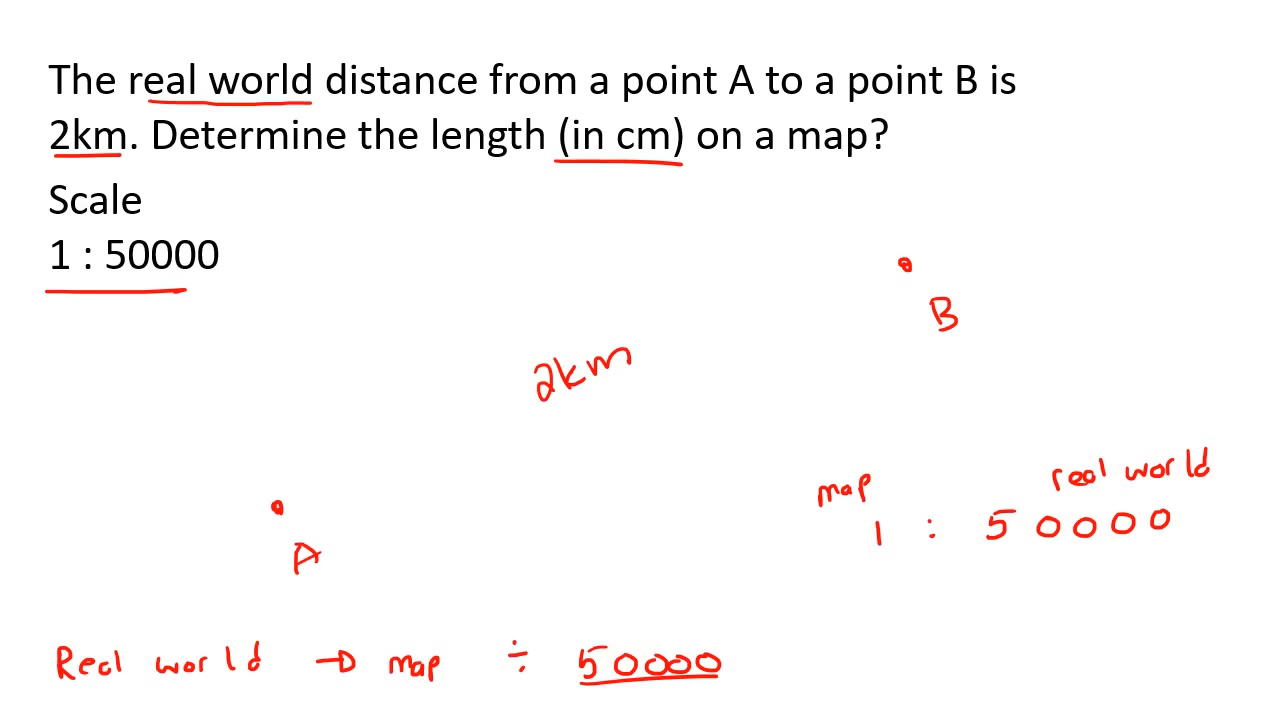 The real world distance from a point A to a point B is
2km. Determine the length (in cm) on a map?
Scale
1 : 50000
B
2km
map real world
1 : 50000
A
Real world → map ÷ 50000